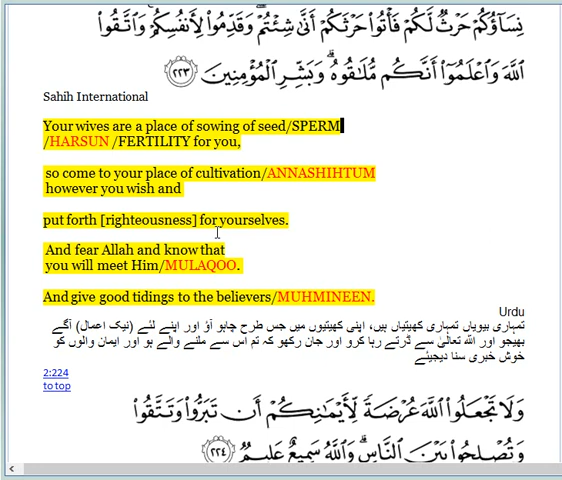 نِسَآؤُكُمْ حَرْثٌ لَّكُمْ فَأْتُوا۟ حَرْثَكُمْ أَنَّىٰ شِئْتُمْ ۖ وَقَدِّمُوا۟ لِأَنفُسِكُمْ ۚ وَٱتَّقُوا۟
ٱللَّهَ وَٱعْلَمُوٓا۟ أَنَّكُم مُّلَـٰقُوهُ ۗ وَبَشِّرِ ٱلْمُؤْمِنِينَ ٢٢٣
Sahih International
Your wives are a place of sowing of seed/SPERM
/HARSUN /FERTILITY for you,
so come to your place of cultivation/ANNASHIHTUM
however you wish and
put forth [righteousness] for yourselves.
And fear Allah and know that
you will meet Him/MULAQOO.
And give good tidings to the believers/MUHMINEEN.
Urdu
تمہاری بیویاں تمہاری کھیتیاں ہیں، اپنی کھیتیوں میں جس طرح چاہو آؤ اور اپنے لئے (نیک اعمال) آگے
بھیجو اور اللہ تعالیٰ سے ڈرتے رہا کرو اور جان رکھو کہ تم اس سے ملنے والے ہو اور ایمان والوں کو
خوش خبری سنا دیجیئے
2:224
to top
وَلَا تَجْعَلُوا۟ ٱللَّهَ عُرْضَةً لِّأَيْمَـٰنِكُمْ أَن تَبَرُّوا۟ وَتَتَّقُوا۟
وَتُصْلِحُوا۟ بَيْنَ ٱلنَّاسِ ۗ وَٱللَّهُ سَمِيعٌ عَلِيمٌ ٢٢٤